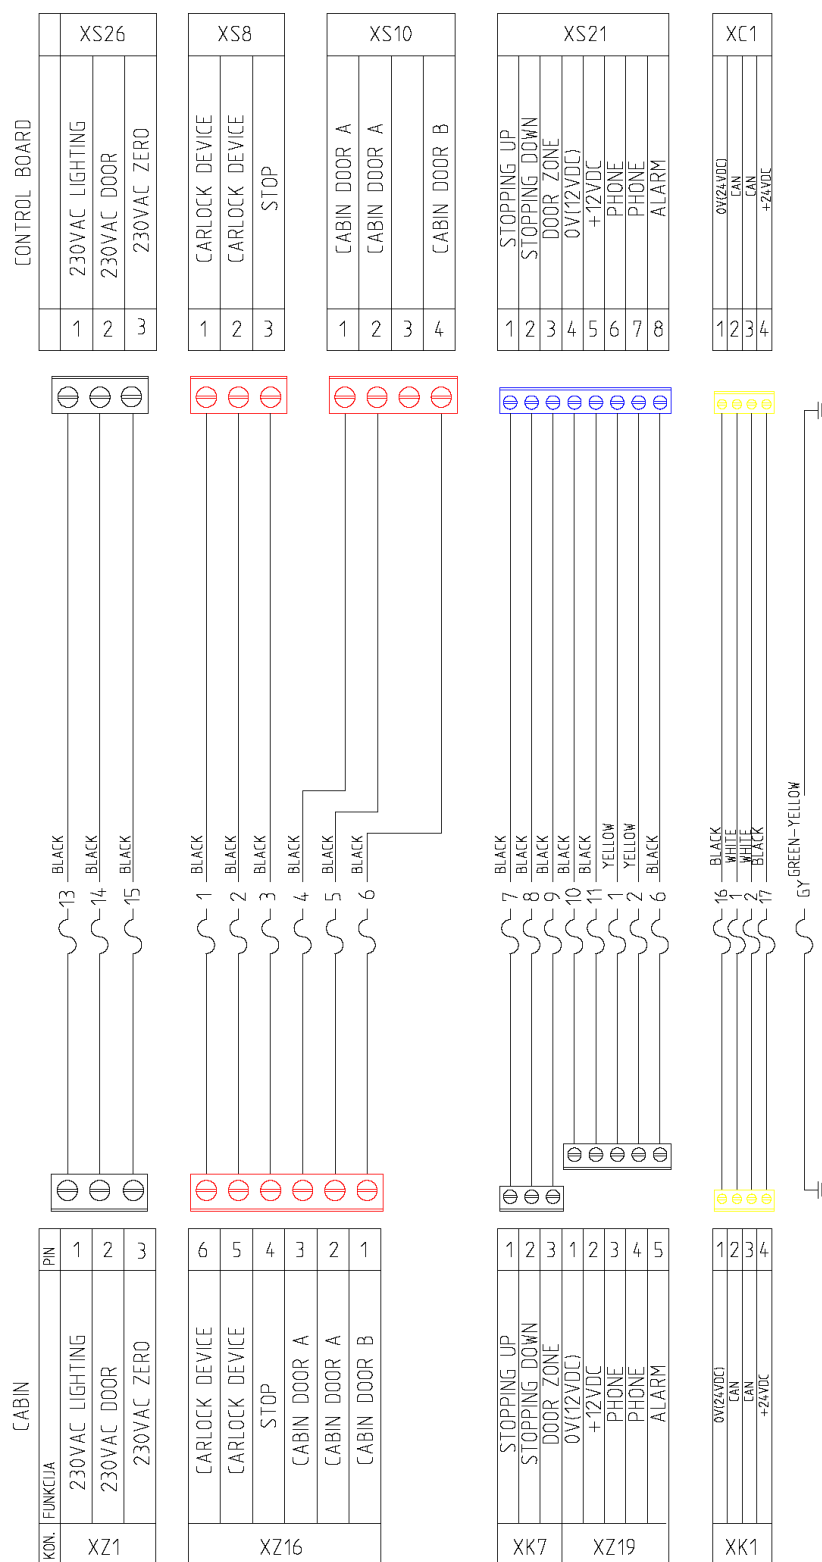 XS26
XS8
XS10
XS21
XC1
CONTROL BOARD
230VAC LIGHTING
230VAC DOOR
230VAC ZERO
CARLOCK DEVICE
CARLOCK DEVICE
STOP
CABIN DOOR A
CABIN DOOR A
CABIN DOOR B
STOPPING UP
STOPPING DOWN
DOOR ZONE
0V(12VDC)
+12VDC
PHONE
PHONE
ALARM
0V(24VDC)
CAN
CAN
+24VDC
1 2 3
1 2 3
1 2 3 4
1 2 3 4 5 6 7 8
1 2 3 4
BLACK
BLACK
BLACK
BLACK
BLACK
BLACK
BLACK
BLACK
BLACK
BLACK
BLACK
BLACK
BLACK
BLACK
YELLOW
YELLOW
BLACK
BLACK
WHITE
WHITE
BLACK
GREEN-YELLOW
13 14 15
1 2 3 4 5 6
7 8 9 10 11 1 2 6
16 1 2 17
GY
CABIN
PIN
1 2 3
6 5 4 3 2 1
1 2 3 1 2 3 4 5
1 2 3 4
FUNKCIJA
230VAC LIGHTING
230VAC DOOR
230VAC ZERO
CARLOCK DEVICE
CARLOCK DEVICE
STOP
CABIN DOOR A
CABIN DOOR A
CABIN DOOR B
STOPPING UP
STOPPING DOWN
DOOR ZONE
0V(12VDC)
+12VDC
PHONE
PHONE
ALARM
0V(24VDC)
CAN
CAN
+24VDC
KON.
XZ1
XZ16
XK7
XZ19
XK1